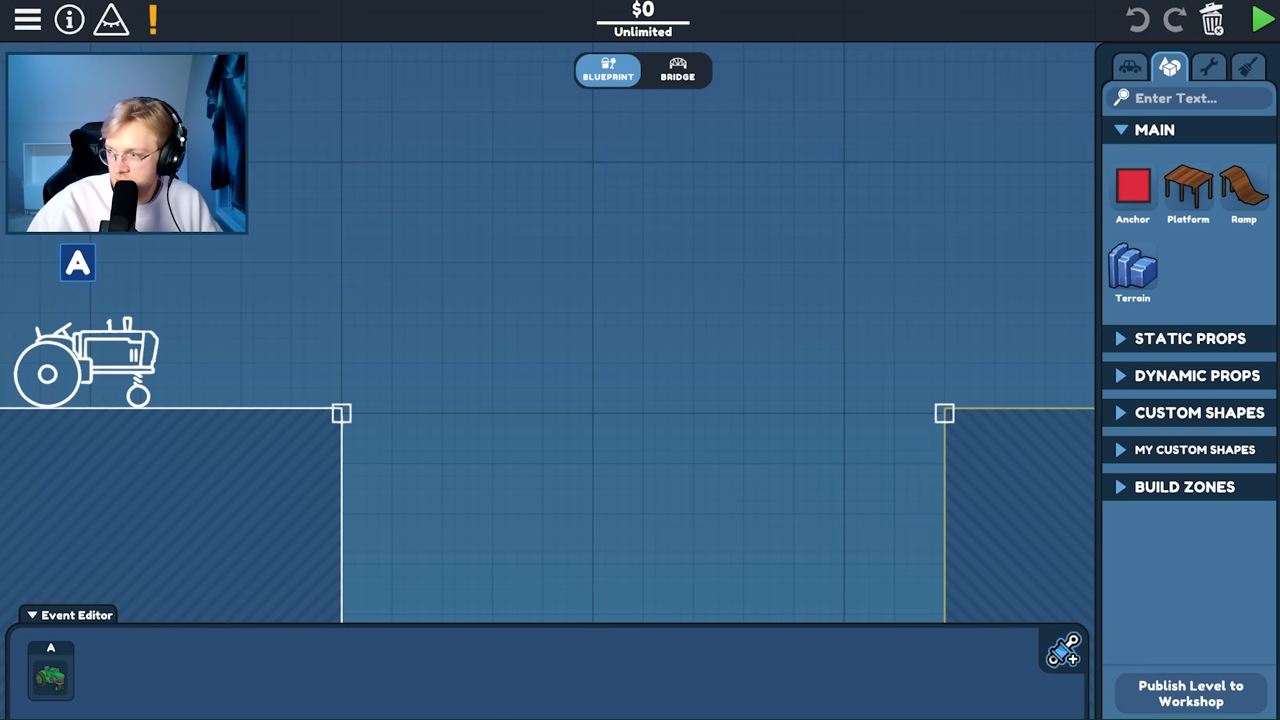 $0
Unlimited
BLUEPRINT
BRIDGE
Enter Text...
MAIN
Anchor
Platform
Ramp
Terrain
STATIC PROPS
DYNAMIC PROPS
CUSTOM SHAPES
MY CUSTOM SHAPES
BUILD ZONES
A
Event Editor
A
Publish Level to
Workshop